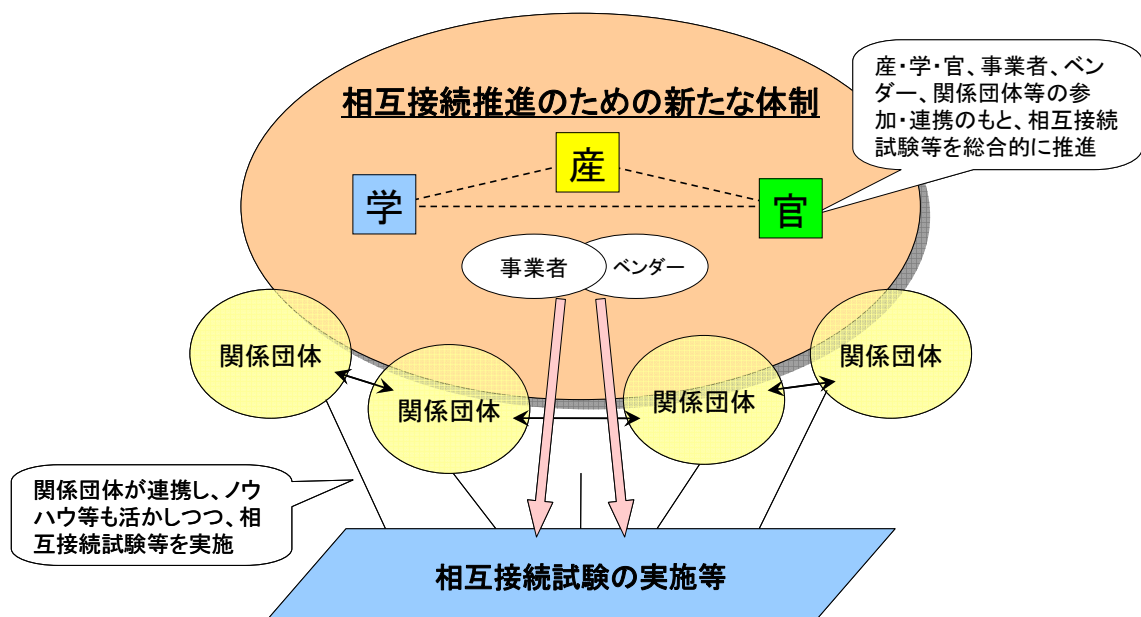 相互接続推進のための新たな体制
産・学・官、事業者、ベン
ダー、関係団体等の参
加・連携のもと、相互接続
試験等を総合的に推進
産
学
官
事業者
ベンダー
関係団体
関係団体
関係団体
関係団体
関係団体が連携し、ノウ
ハウ等も活かしつつ、相
互接続試験等を実施
相互接続試験の実施等